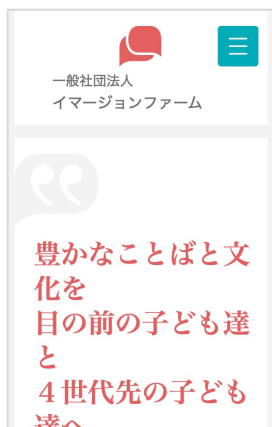 一般社団法人
イマージョンファーム
豊かなことばと文
化を
目の前の子ども達
と
４世代先の子ども
達へ